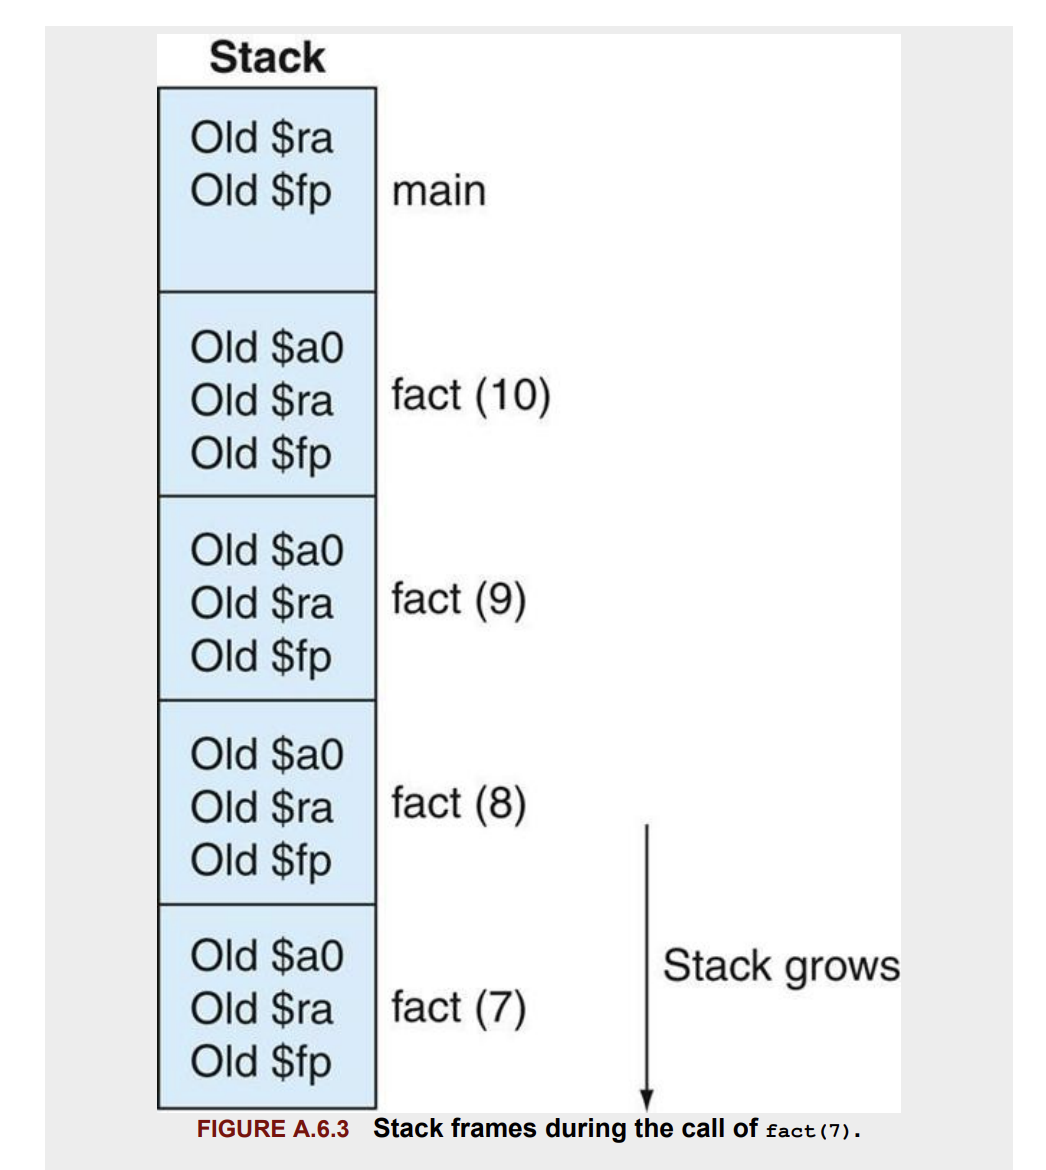 Stack
Old $ra
Old $fp
main
Old $a0
Old $ra
Old $fp
fact (10)
Old $a0
Old $ra
Old $fp
fact (9)
Old $a0
Old $ra
Old $fp
fact (8)
Old $a0
Old $ra
Old $fp
fact (7)
Stack grows
FIGURE A.6.3 Stack frames during the call of fact(7).